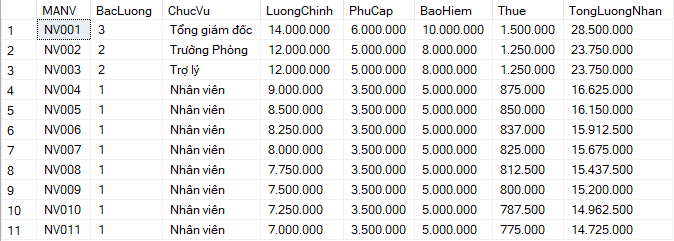 MANV BacLuong ChucVu LuongChinh PhuCap BaoHiem Thue TongLuongNhan
1 NV001 3 Tổng giám đốc 14.000.000 6.000.000 10.000.000 1.500.000 28.500.000
2 NV002 2 Trưởng Phòng 12.000.000 5.000.000 8.000.000 1.250.000 23.750.000
3 NV003 2 Trợ lý 12.000.000 5.000.000 8.000.000 1.250.000 23.750.000
4 NV004 1 Nhân viên 9.000.000 3.500.000 5.000.000 875.000 16.625.000
5 NV005 1 Nhân viên 8.500.000 3.500.000 5.000.000 850.000 16.150.000
6 NV006 1 Nhân viên 8.250.000 3.500.000 5.000.000 837.000 15.912.500
7 NV007 1 Nhân viên 8.000.000 3.500.000 5.000.000 825.000 15.675.000
8 NV008 1 Nhân viên 7.750.000 3.500.000 5.000.000 812.500 15.437.500
9 NV009 1 Nhân viên 7.500.000 3.500.000 5.000.000 800.000 15.200.000
10 NV010 1 Nhân viên 7.250.000 3.500.000 5.000.000 787.500 14.962.500
11 NV011 1 Nhân viên 7.000.000 3.500.000 5.000.000 775.000 14.725.000